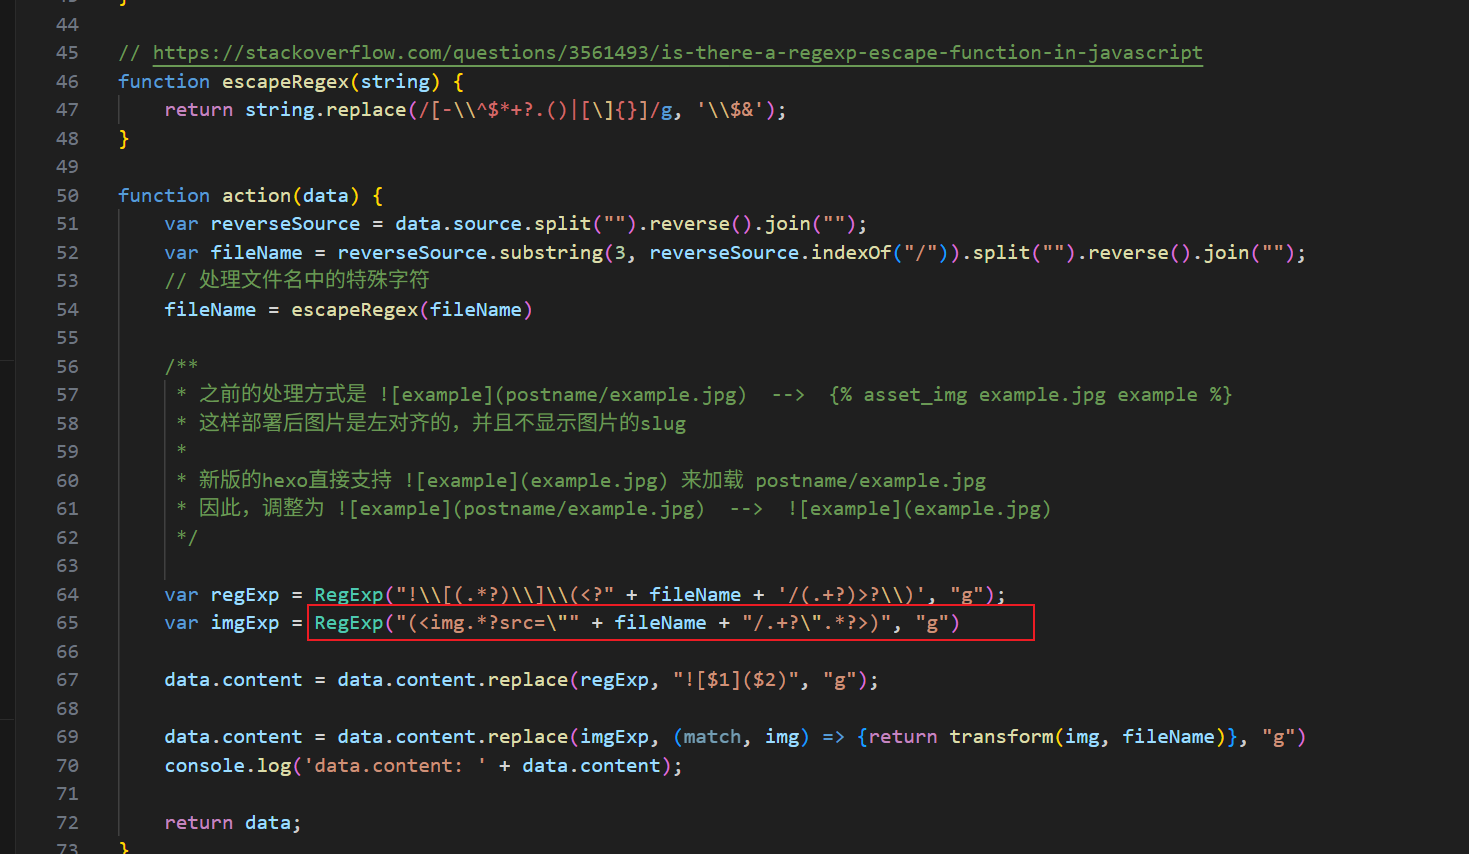 44
45 // https://stackoverflow.com/questions/3561493/is-there-a-regexp-escape-function-in-javascript
46 function escapeRegex(string) {
47     return string.replace(/[-\\^$*+?.()|[\]{}]/g, '\\$&');
48 }
49
50 function action(data) {
51     var reverseSource = data.source.split("").reverse().join("");
52     var fileName = reverseSource.substring(3, reverseSource.indexOf("/")).split("").reverse().join("");
53     // 处理文件名中的特殊字符
54     fileName = escapeRegex(fileName)
55
56     /**
57      * 之前的处理方式是 ![example](postname/example.jpg)  -->  {% asset_img example.jpg example %}
58      * 这样部署后图片是左对齐的，并且不显示图片的slug
59      *
60      * 新版的hexo直接支持 ![example](example.jpg) 来加载 postname/example.jpg
61      * 因此，调整为 ![example](postname/example.jpg)  -->  ![example](example.jpg)
62      */
63
64     var regExp = RegExp("!\\[(.*?)\\]\\(<?" + fileName + '/(.+?)>?\\)', "g");
65     var imgExp = RegExp("(<img.*?src=\"" + fileName + "/.+?\".*?>)", "g")
66
67     data.content = data.content.replace(regExp, "![$1]($2)", "g");
68
69     data.content = data.content.replace(imgExp, (match, img) => {return transform(img, fileName)}, "g")
70     console.log('data.content: ' + data.content);
71
72     return data;
73 }